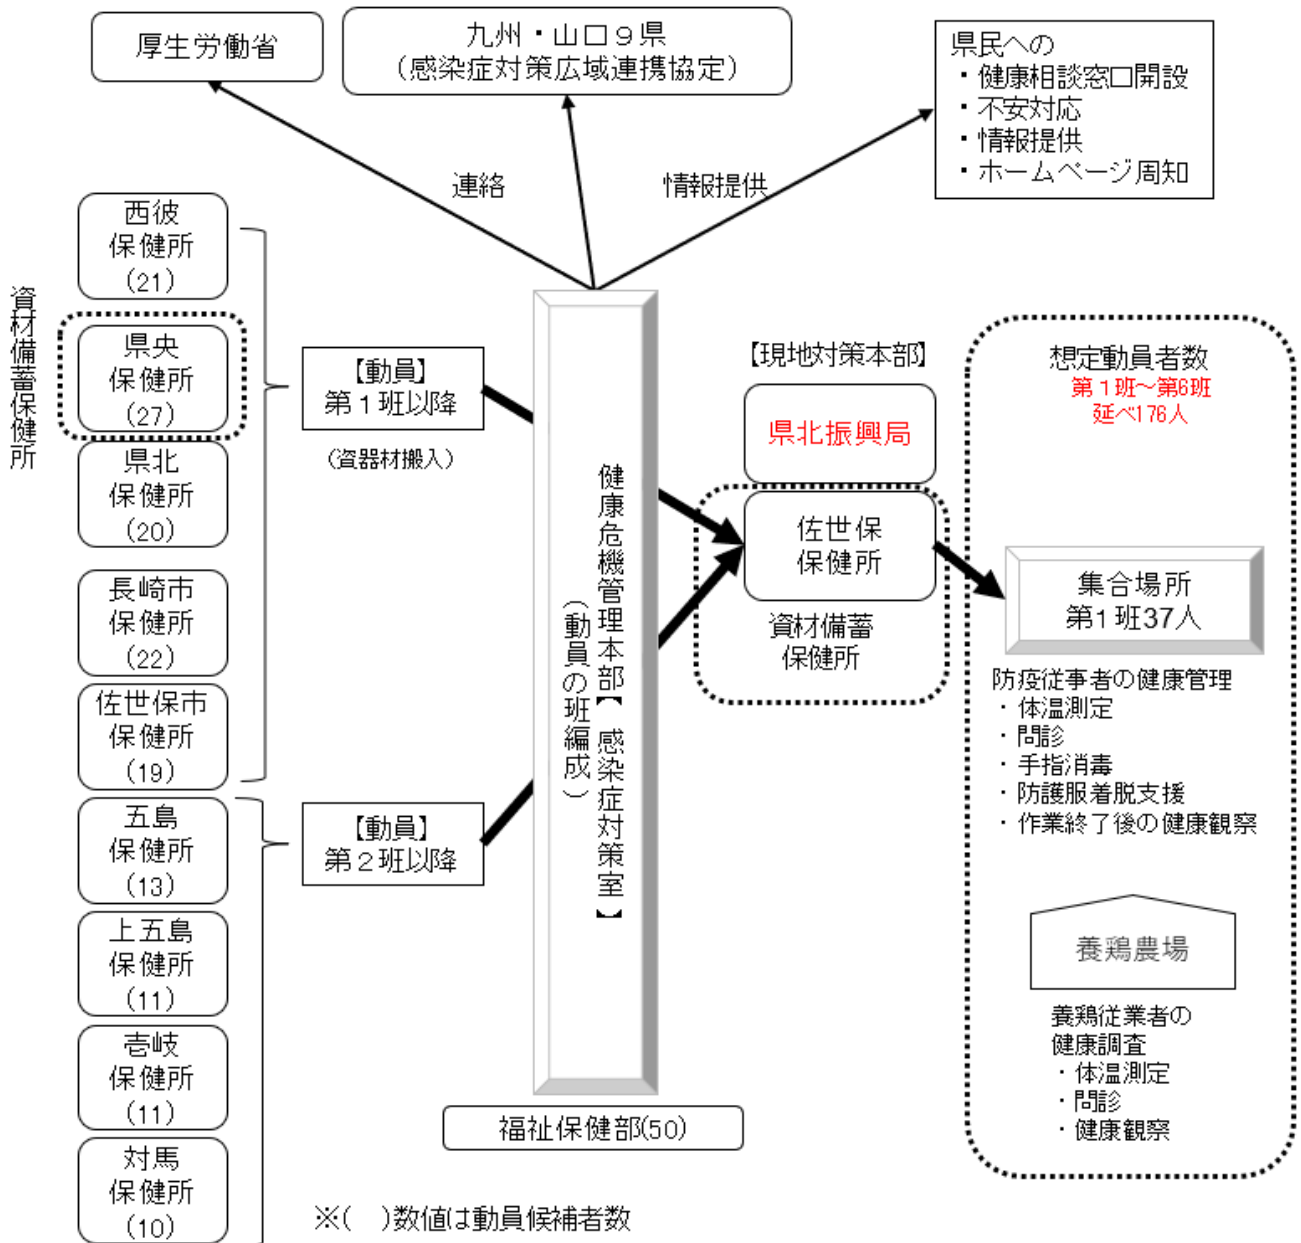 厚生労働省
九州・山口９県
（感染症対策広域連携協定）
県民への
・健康相談窓口開設
・不安対応
・情報提供
・ホームページ周知
連絡
情報提供
資材備蓄保健所
西彼
保健所
(21)
県央
保健所
(27)
県北
保健所
(20)
長崎市
保健所
(22)
佐世保市
保健所
(19)
五島
保健所
(13)
上五島
保健所
(11)
壱岐
保健所
(11)
対馬
保健所
(10)
【動員】
第１班以降
（資器材搬入）
【動員】
第２班以降
健康危機管理本部【感染症対策室】
（動員の班編成）
福祉保健部(50)
※(　)数値は動員候補者数
【現地対策本部】
県北振興局
佐世保
保健所
資材備蓄
保健所
想定動員者数
第１班～第6班
延べ176人
集合場所
第1班37人
防疫従事者の健康管理
・体温測定
・問診
・手指消毒
・防護服着脱支援
・作業終了後の健康観察
養鶏農場
養鶏従業者の
健康調査
・体温測定
・問診
・健康観察